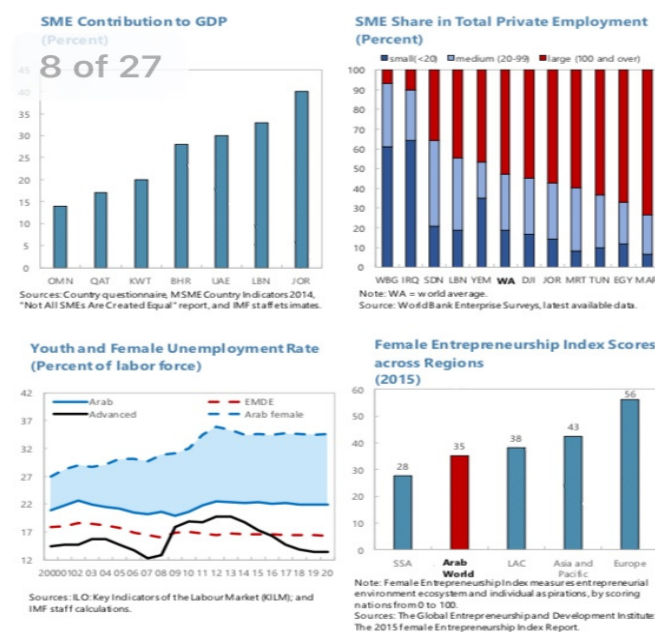 SME Contribution to GDP
(Percent)
8 of 27
45
40
35
30
25
20
15
10
5
0
OMN QAT KWT BHR UAE LBN JOR
Sources: Country questionnaire, MSME Country Indicators 2014,
"Not All SMEs Are Created Equal" report, and IMF staff etsimates.
SME Share in Total Private Employment
(Percent)
small(<20) medium (20-99) large (100 and over)
100
90
80
70
60
50
40
30
20
10
0
WBG IRQ SDN LBN YEM WA DJI JOR MRT TUN EGY MAR
Note: WA = world average.
Source: World Bank Enterprise Surveys, latest available data.
Youth and Female Unemployment Rate
(Percent of labor force)
42
37
32
27
22
17
12
Arab EMDE
Advanced Arab female
20000102 03 04 05 06 07 08 09 10 11 12 13 14 15 16 17 18 19 20
Sources: ILO: Key Indicators of the Labour Market (KILM); and
IMF staff calculations.
Female Entrepreneurship Index Scores
across Regions
(2015)
60
50
40
30
20
10
0
28 35 38 43 56
SSA Arab World LAC Asia and Pacific Europe
Note: Female Entrepreneurship Index measures entrepreneurial
environment ecosystem and individual aspirations, by scoring
nations from 0 to 100.
Sources: The Global Entrepreneurship and Development Institute
The 2015 female Entrepreneurship Index Report.